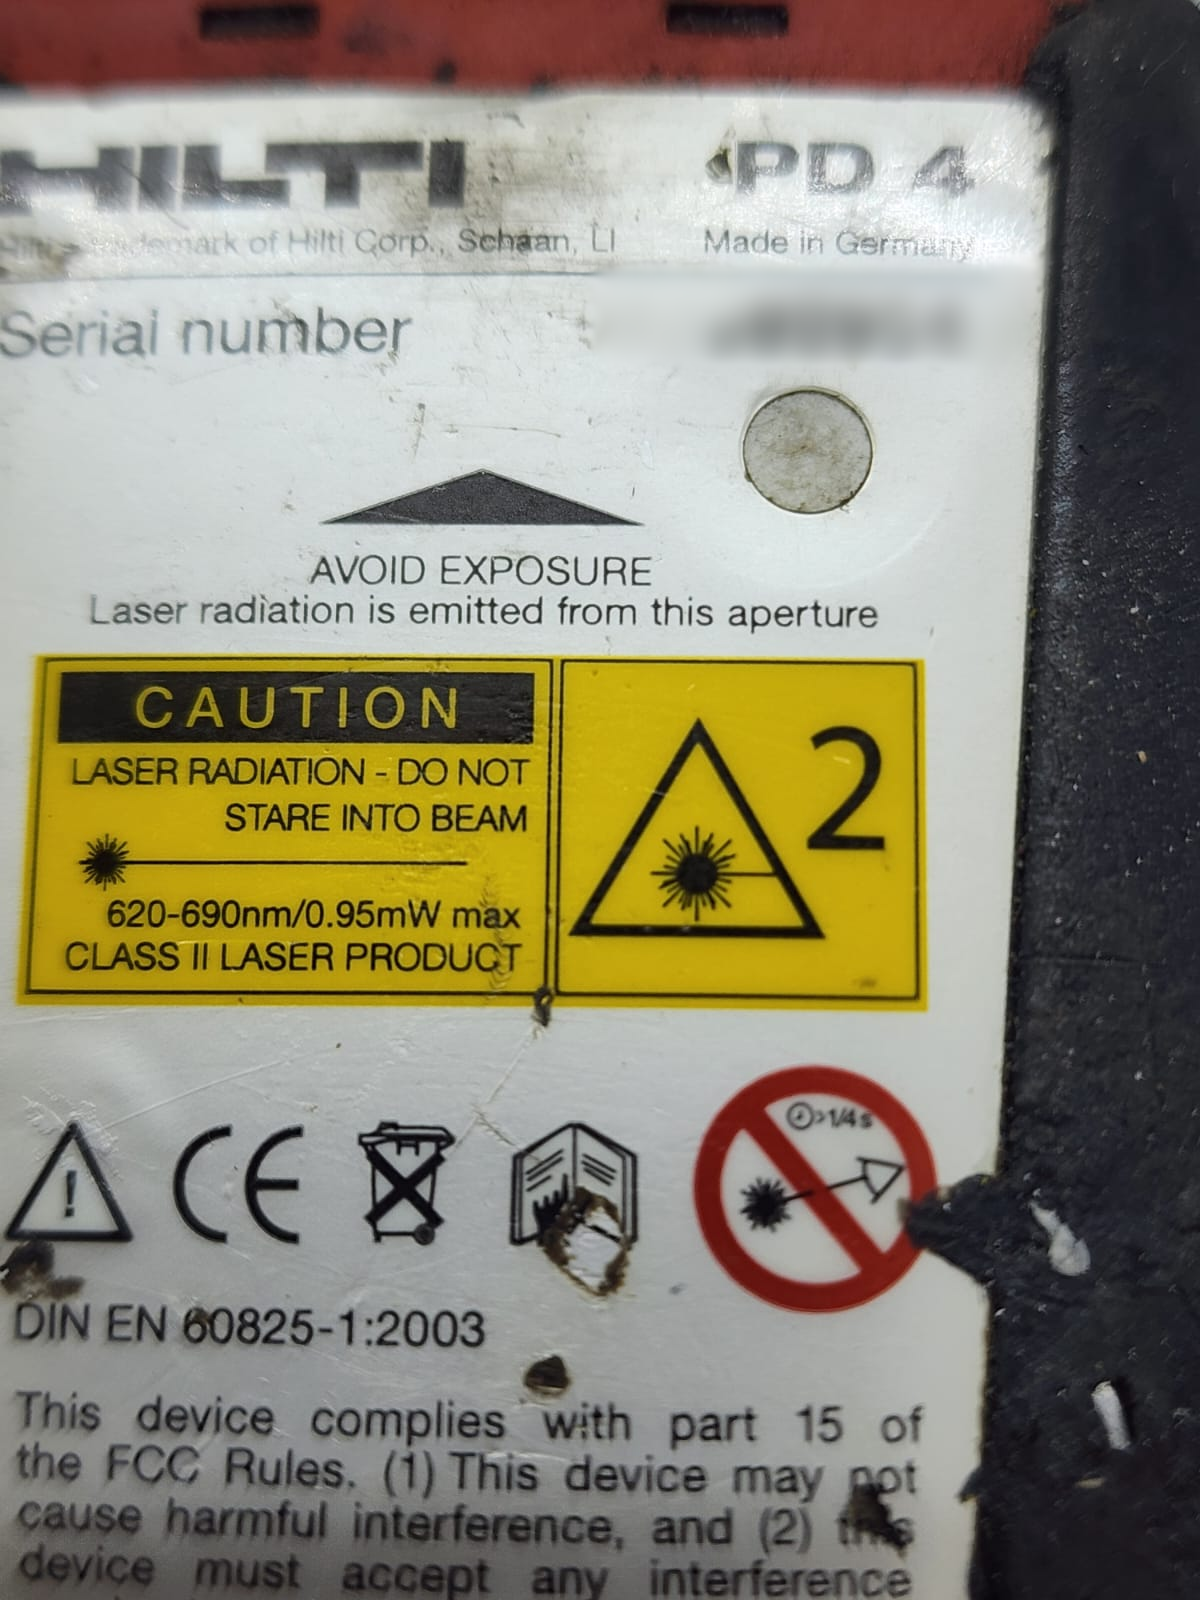 HILTI PD 4
trademark of Hilti Corp., Schaan, LI Made in Germany
Serial number
AVOID EXPOSURE
Laser radiation is emitted from this aperture
CAUTION
LASER RADIATION - DO NOT
STARE INTO BEAM
620-690nm/0.95mW max
CLASS II LASER PRODUCT
2
!
CE
>1/4s
DIN EN 60825-1:2003
This device complies with part 15 of
the FCC Rules. (1) This device may not
cause harmful interference, and (2) this
device must accept any interference